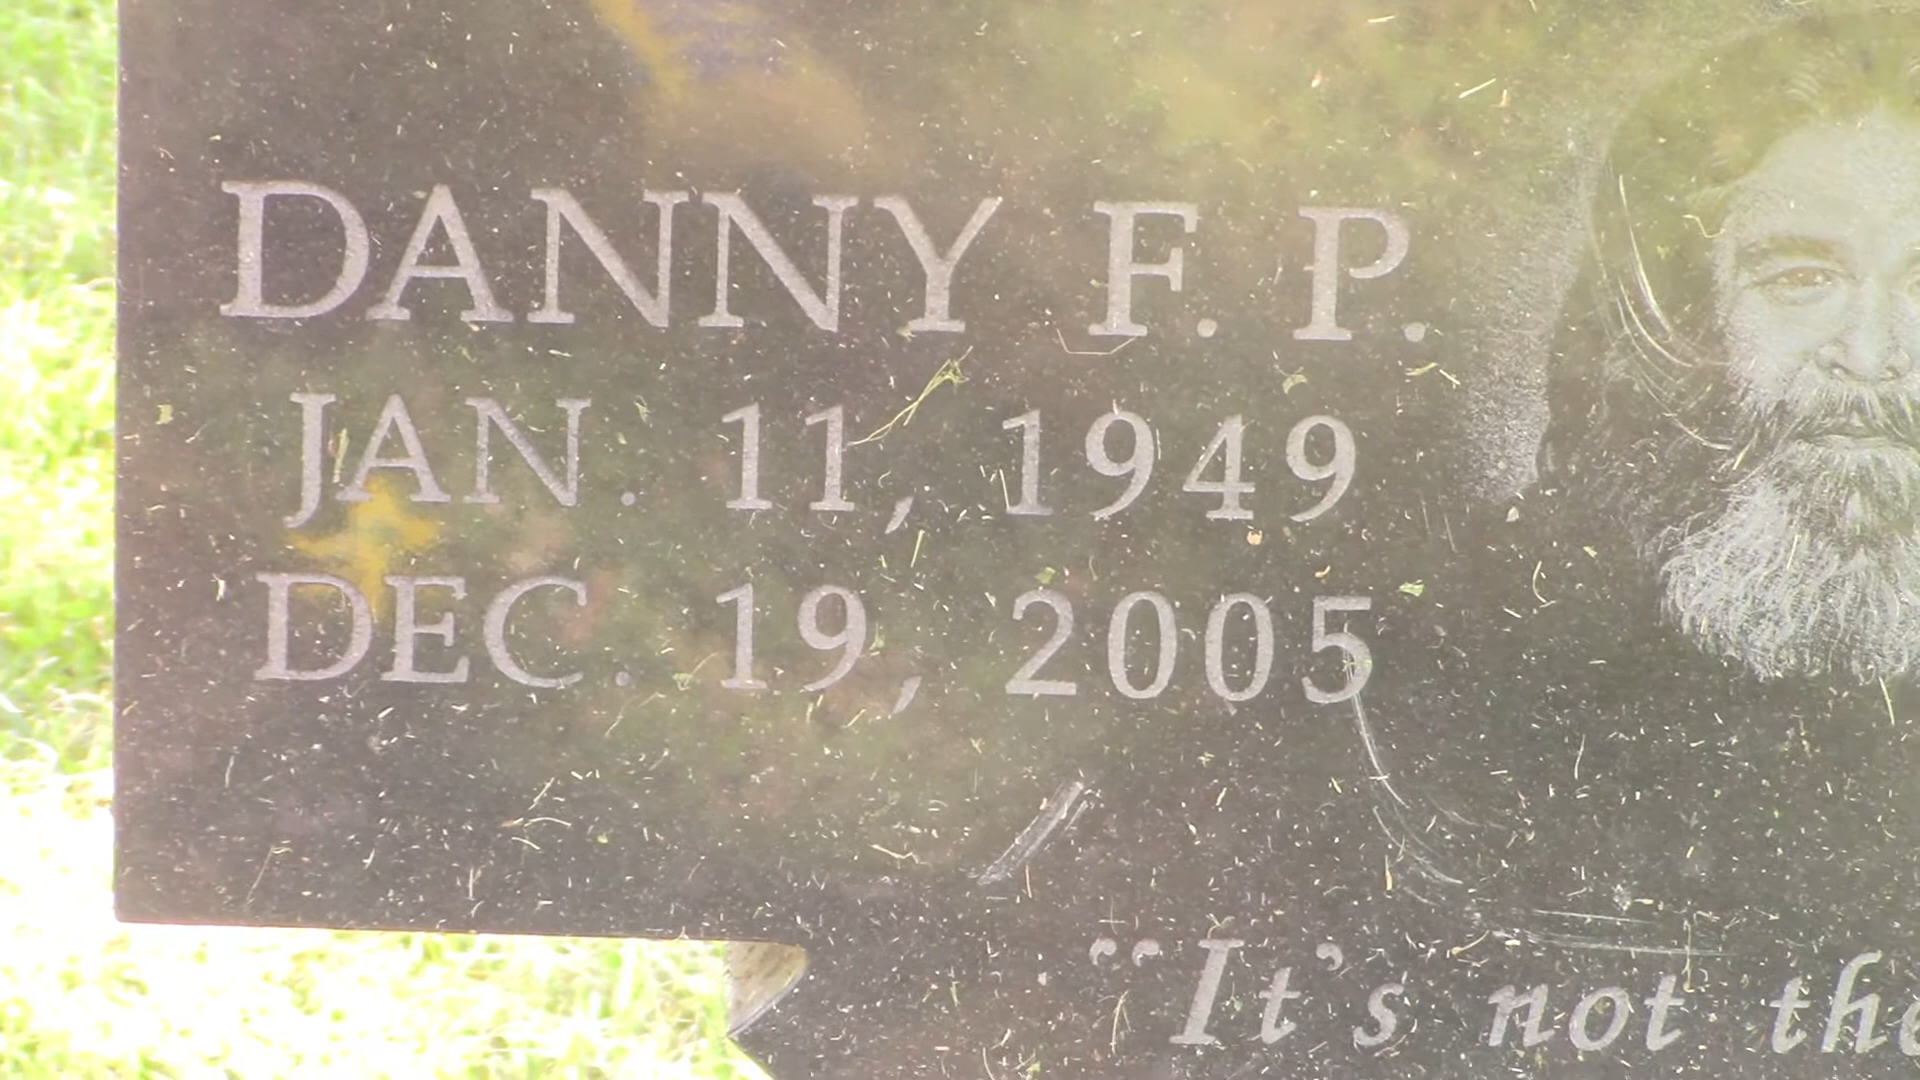 DANNY F. P.
JAN. 11, 1949
DEC. 19, 2005
“It’s not the